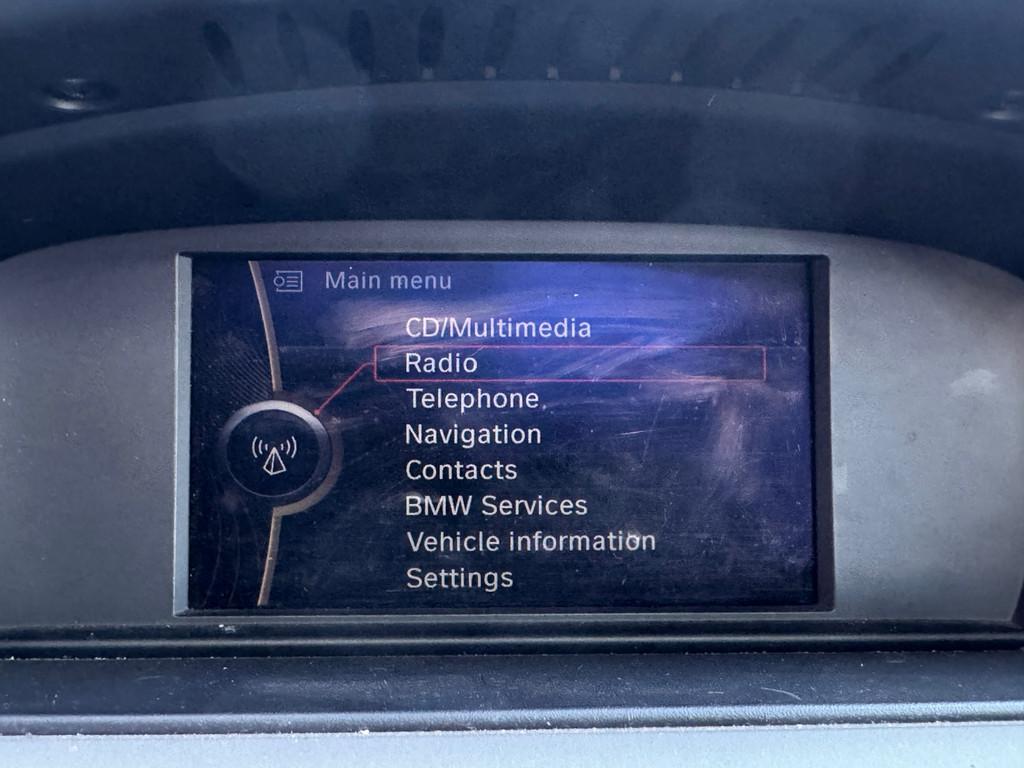 Main menu
CD/Multimedia
Radio
Telephone
Navigation
Contacts
BMW Services
Vehicle information
Settings